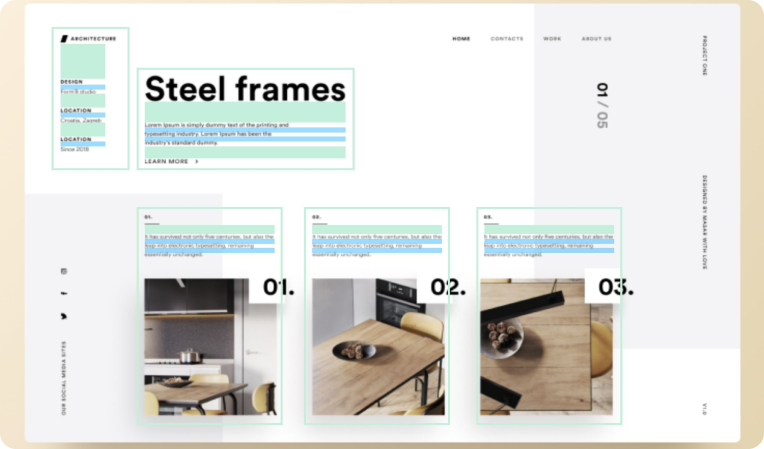 ARCHITECTURE
HOME CONTACTS WORK ABOUT US
PROJECT ONE
DESIGN
Form'B studio
LOCATION
Croatia, Zagreb
LOCATION
Since 2018
Steel frames
Lorem Ipsum is simply dummy text of the printing and
typesetting industry. Lorem Ipsum has been the
industry's standard dummy.
LEARN MORE >
01 / 05
DESIGNED BY MASAR WITH LOVE
01.
It has survived not only five centuries, but also the
leap into electronic typesetting, remaining
essentially unchanged.
01.
02.
It has survived not only five centuries, but also the
leap into electronic typesetting, remaining
essentially unchanged.
02.
03.
It has survived not only five centuries, but also the
leap into electronic typesetting, remaining
essentially unchanged.
03.
OUR SOCIAL MEDIA SITES
V1.0